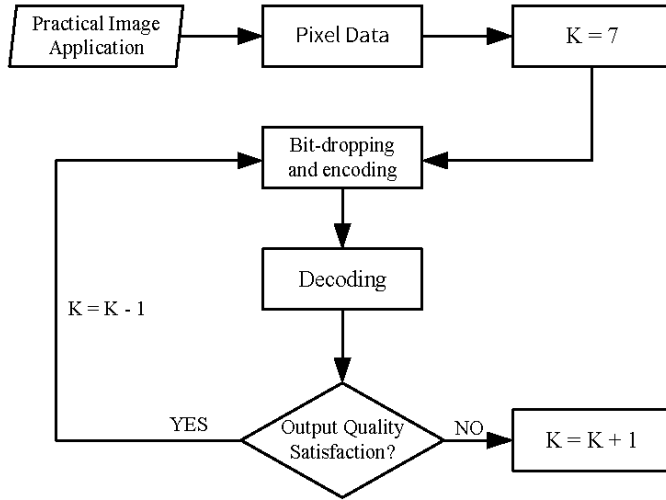 Practical Image
Application
Pixel Data
K = 7
Bit-dropping
and encoding
Decoding
K = K - 1
YES
Output Quality
Satisfaction?
NO
K = K + 1